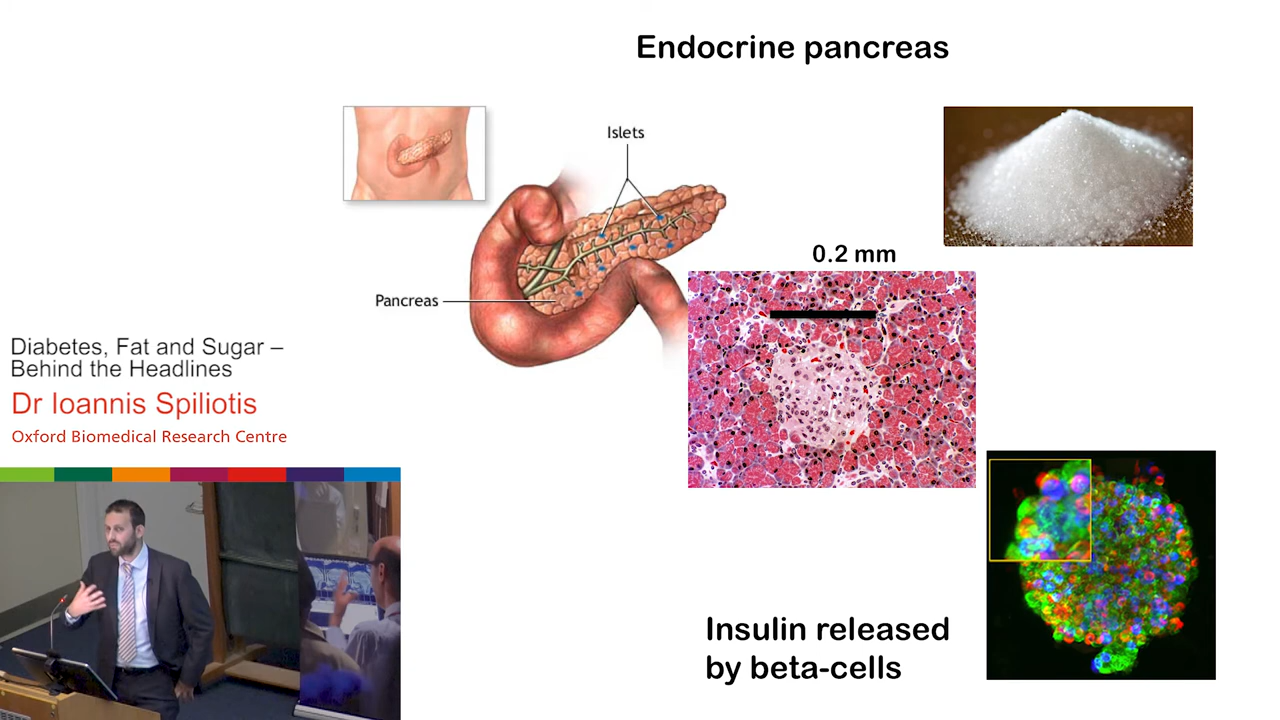 Endocrine pancreas
Islets
Pancreas
0.2 mm
Diabetes, Fat and Sugar –
Behind the Headlines
Dr Ioannis Spiliotis
Oxford Biomedical Research Centre
Insulin released
by beta-cells